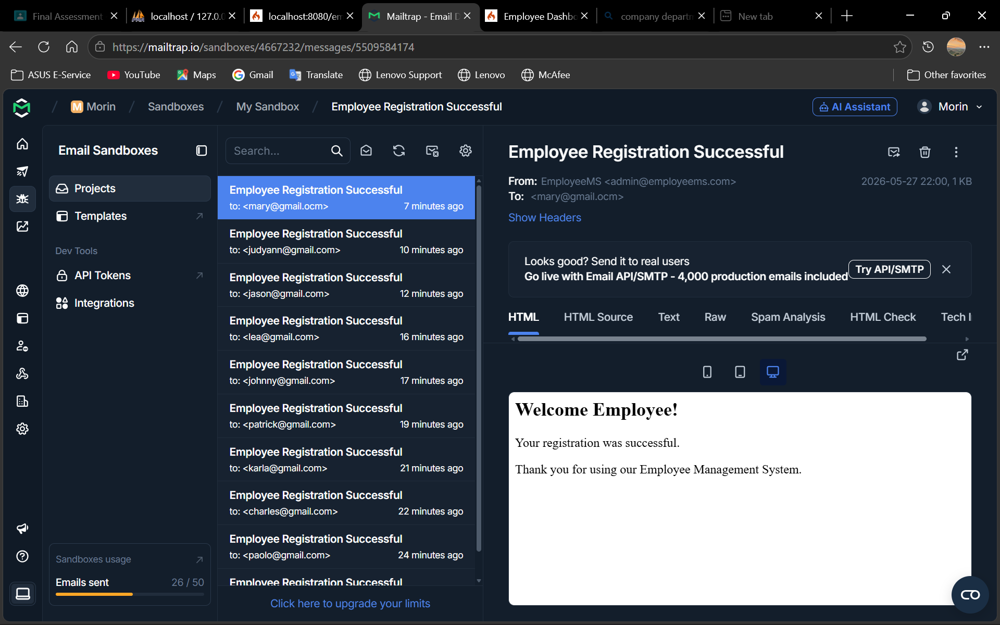 Final Assessment
localhost / 127.0.0
localhost:8080/em
Mailtrap - Email D
Employee Dashbo
company departm
New tab
https://mailtrap.io/sandboxes/4667232/messages/5509584174
ASUS E-Service
YouTube
Maps
Gmail
Translate
Lenovo Support
Lenovo
McAfee
Other favorites
/ M Morin / Sandboxes / My Sandbox / Employee Registration Successful
AI Assistant
Morin
Email Sandboxes
Projects
Templates
Dev Tools
API Tokens
Integrations
Sandboxes usage
Emails sent 26 / 50
Search...
Employee Registration Successful
to: <mary@gmail.ocm> 7 minutes ago
Employee Registration Successful
to: <judyann@gmail.com> 10 minutes ago
Employee Registration Successful
to: <jason@gmail.com> 12 minutes ago
Employee Registration Successful
to: <lea@gmail.com> 16 minutes ago
Employee Registration Successful
to: <johnny@gmail.com> 17 minutes ago
Employee Registration Successful
to: <patrick@gmail.com> 19 minutes ago
Employee Registration Successful
to: <karla@gmail.com> 21 minutes ago
Employee Registration Successful
to: <charles@gmail.com> 22 minutes ago
Employee Registration Successful
to: <paolo@gmail.com> 24 minutes ago
Employee Registration Successful
Click here to upgrade your limits
Employee Registration Successful
From: EmployeeMS <admin@employeems.com> 2026-05-27 22:00, 1 KB
To: <mary@gmail.ocm>
Show Headers
Looks good? Send it to real users
Go live with Email API/SMTP - 4,000 production emails included
Try API/SMTP
HTML HTML Source Text Raw Spam Analysis HTML Check Tech I
Welcome Employee!
Your registration was successful.
Thank you for using our Employee Management System.